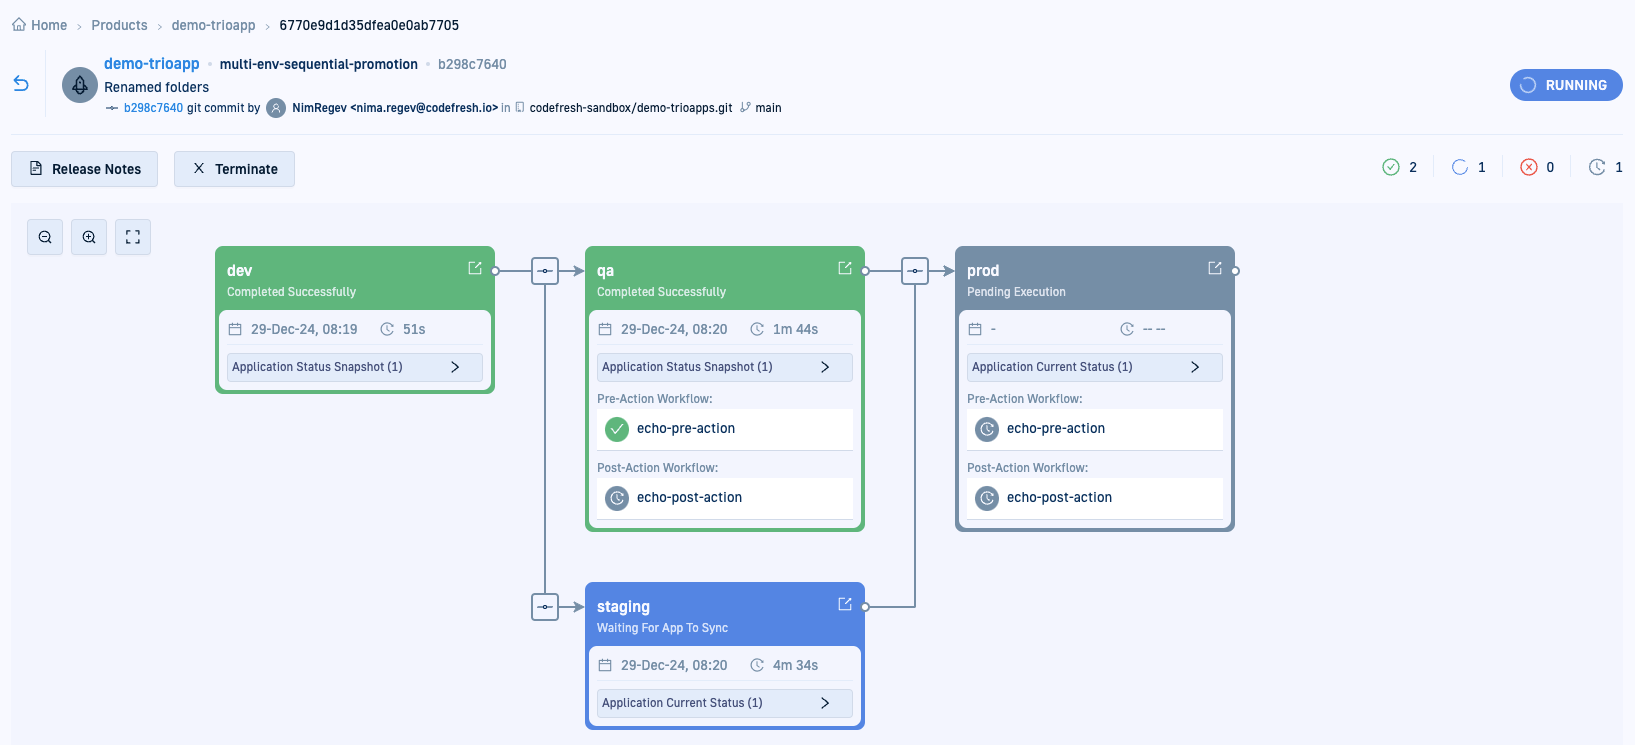 Home > Products > demo-trioapp > 6770e9d1d35dfea0e0ab7705
demo-trioapp • multi-env-sequential-promotion • b298c7640
Renamed folders
b298c7640 git commit by NimRegev <nima.regev@codefresh.io> in codefresh-sandbox/demo-trioapps.git main
RUNNING
Release Notes
Terminate
2
1
0
1
dev
Completed Successfully
29-Dec-24, 08:19 51s
Application Status Snapshot (1)
qa
Completed Successfully
29-Dec-24, 08:20 1m 44s
Application Status Snapshot (1)
Pre-Action Workflow:
echo-pre-action
Post-Action Workflow:
echo-post-action
prod
Pending Execution
- -- --
Application Current Status (1)
Pre-Action Workflow:
echo-pre-action
Post-Action Workflow:
echo-post-action
staging
Waiting For App To Sync
29-Dec-24, 08:20 4m 34s
Application Current Status (1)